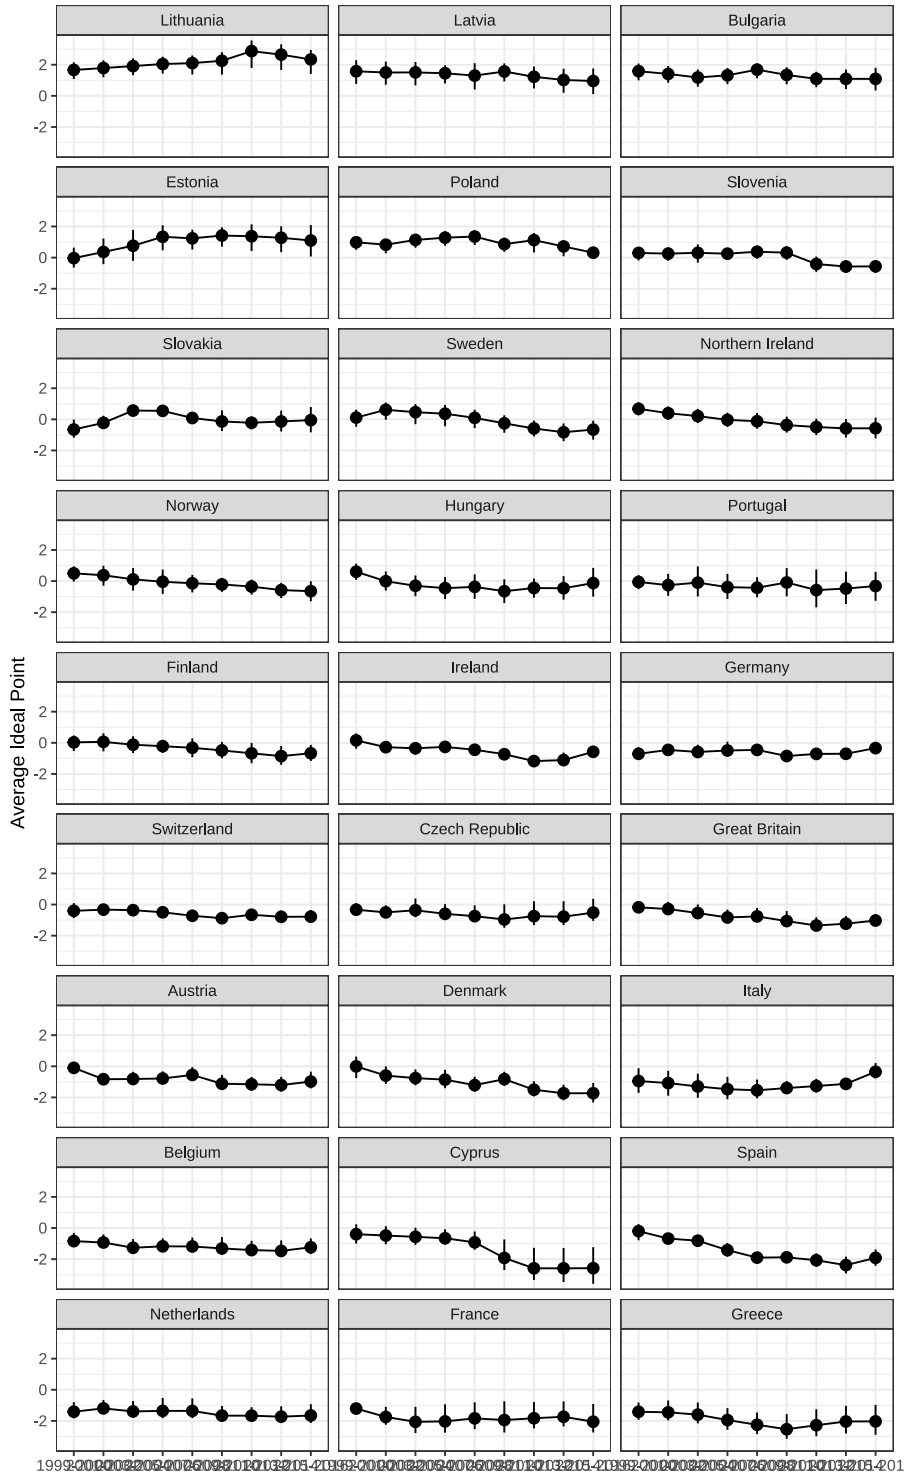 Lithuania Latvia Bulgaria
2
0
-2
Estonia Poland Slovenia
2
0
-2
Slovakia Sweden Northern Ireland
2
0
-2
Norway Hungary Portugal
2
0
-2
Average Ideal Point
Finland Ireland Germany
2
0
-2
Switzerland Czech Republic Great Britain
2
0
-2
Austria Denmark Italy
2
0
-2
Belgium Cyprus Spain
2
0
-2
Netherlands France Greece
2
0
-2